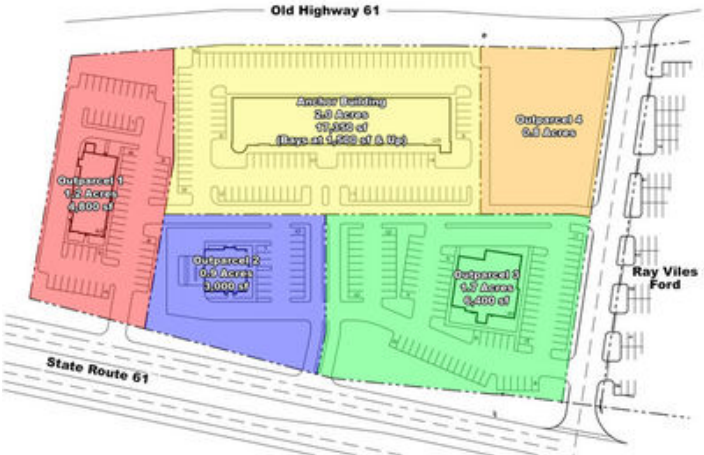 Old Highway 61
Anchor Building
2.0 Acres
17,350 sf
(Bays at 1,500 sf & Up)
Outparcel 4
0.8 Acres
Outparcel 1
1.2 Acres
4,800 sf
Outparcel 2
0.9 Acres
3,000 sf
Outparcel 3
1.7 Acres
6,400 sf
Ray Viles
Ford
State Route 61